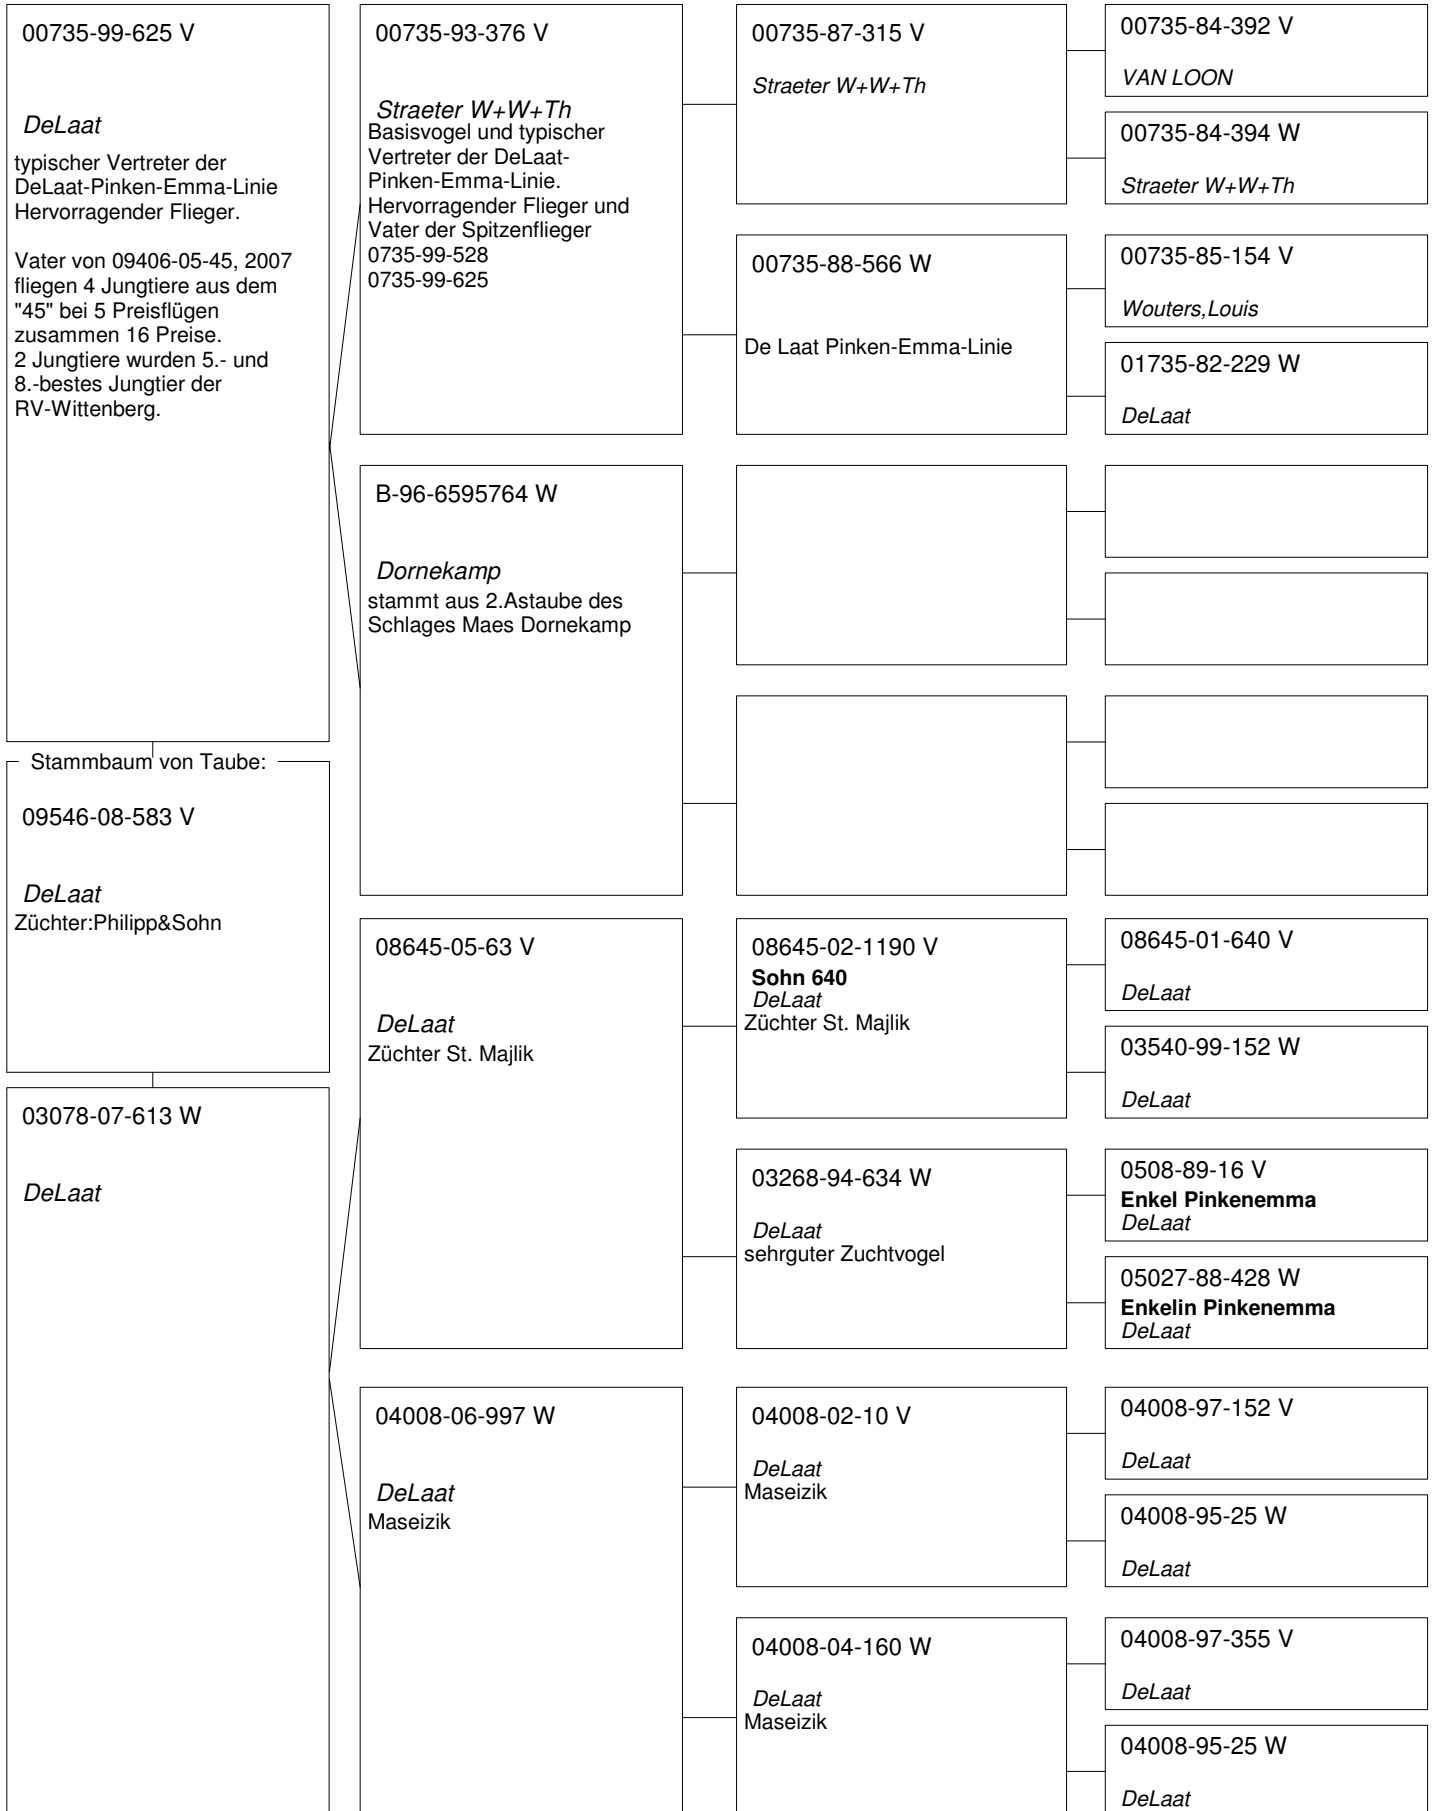 00735-99-625 V
DeLaat
typischer Vertreter der
DeLaat-Pinken-Emma-Linie
Hervorragender Flieger.
Vater von 09406-05-45, 2007
fliegen 4 Jungtiere aus dem
"45" bei 5 Preisflügen
zusammen 16 Preise.
2 Jungtiere wurden 5.- und
8.-bestes Jungtier der
RV-Wittenberg.
Stammbaum von Taube:
09546-08-583 V
DeLaat
Züchter:Philipp&Sohn
03078-07-613 W
DeLaat
00735-93-376 V
Straeter W+W+Th
Basisvogel und typischer
Vertreter der DeLaat-
Pinken-Emma-Linie.
Hervorragender Flieger und
Vater der Spitzenflieger
0735-99-528
0735-99-625
B-96-6595764 W
Dornekamp
stammt aus 2.Astaube des
Schlages Maes Dornekamp
08645-05-63 V
DeLaat
Züchter St. Majlik
04008-06-997 W
DeLaat
Maseizik
00735-87-315 V
Straeter W+W+Th
00735-88-566 W
De Laat Pinken-Emma-Linie
08645-02-1190 V
Sohn 640
DeLaat
Züchter St. Majlik
03268-94-634 W
DeLaat
sehrguter Zuchtvogel
04008-02-10 V
DeLaat
Maseizik
04008-04-160 W
DeLaat
Maseizik
00735-84-392 V
VAN LOON
00735-84-394 W
Straeter W+W+Th
00735-85-154 V
Wouters,Louis
01735-82-229 W
DeLaat
08645-01-640 V
DeLaat
03540-99-152 W
DeLaat
0508-89-16 V
Enkel Pinkenemma
DeLaat
05027-88-428 W
Enkelin Pinkenemma
DeLaat
04008-97-152 V
DeLaat
04008-95-25 W
DeLaat
04008-97-355 V
DeLaat
04008-95-25 W
DeLaat